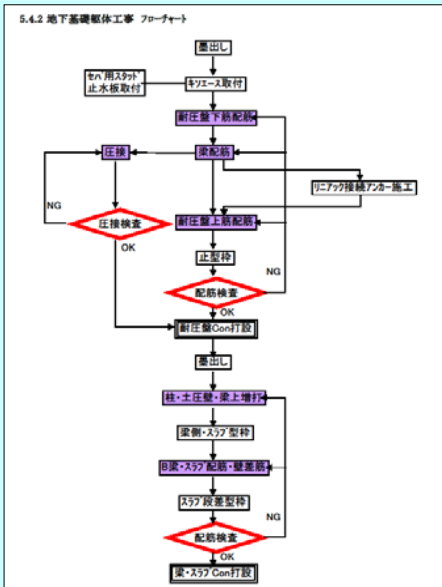 5.4.2 地下基礎躯体工事 フローチャート
墨出し
セパ用スタッド
止水板取付
キソエース取付
耐圧盤下筋配筋
圧接
梁配筋
リニアック接続アンカー施工
NG
圧接検査
耐圧盤上筋配筋
OK
止型枠
NG
配筋検査
OK
耐圧盤Con打設
墨出し
柱・土圧壁・梁上増打
梁側・スラブ型枠
B梁・スラブ配筋・壁差筋
スラブ段差型枠
NG
配筋検査
OK
梁・スラブCon打設